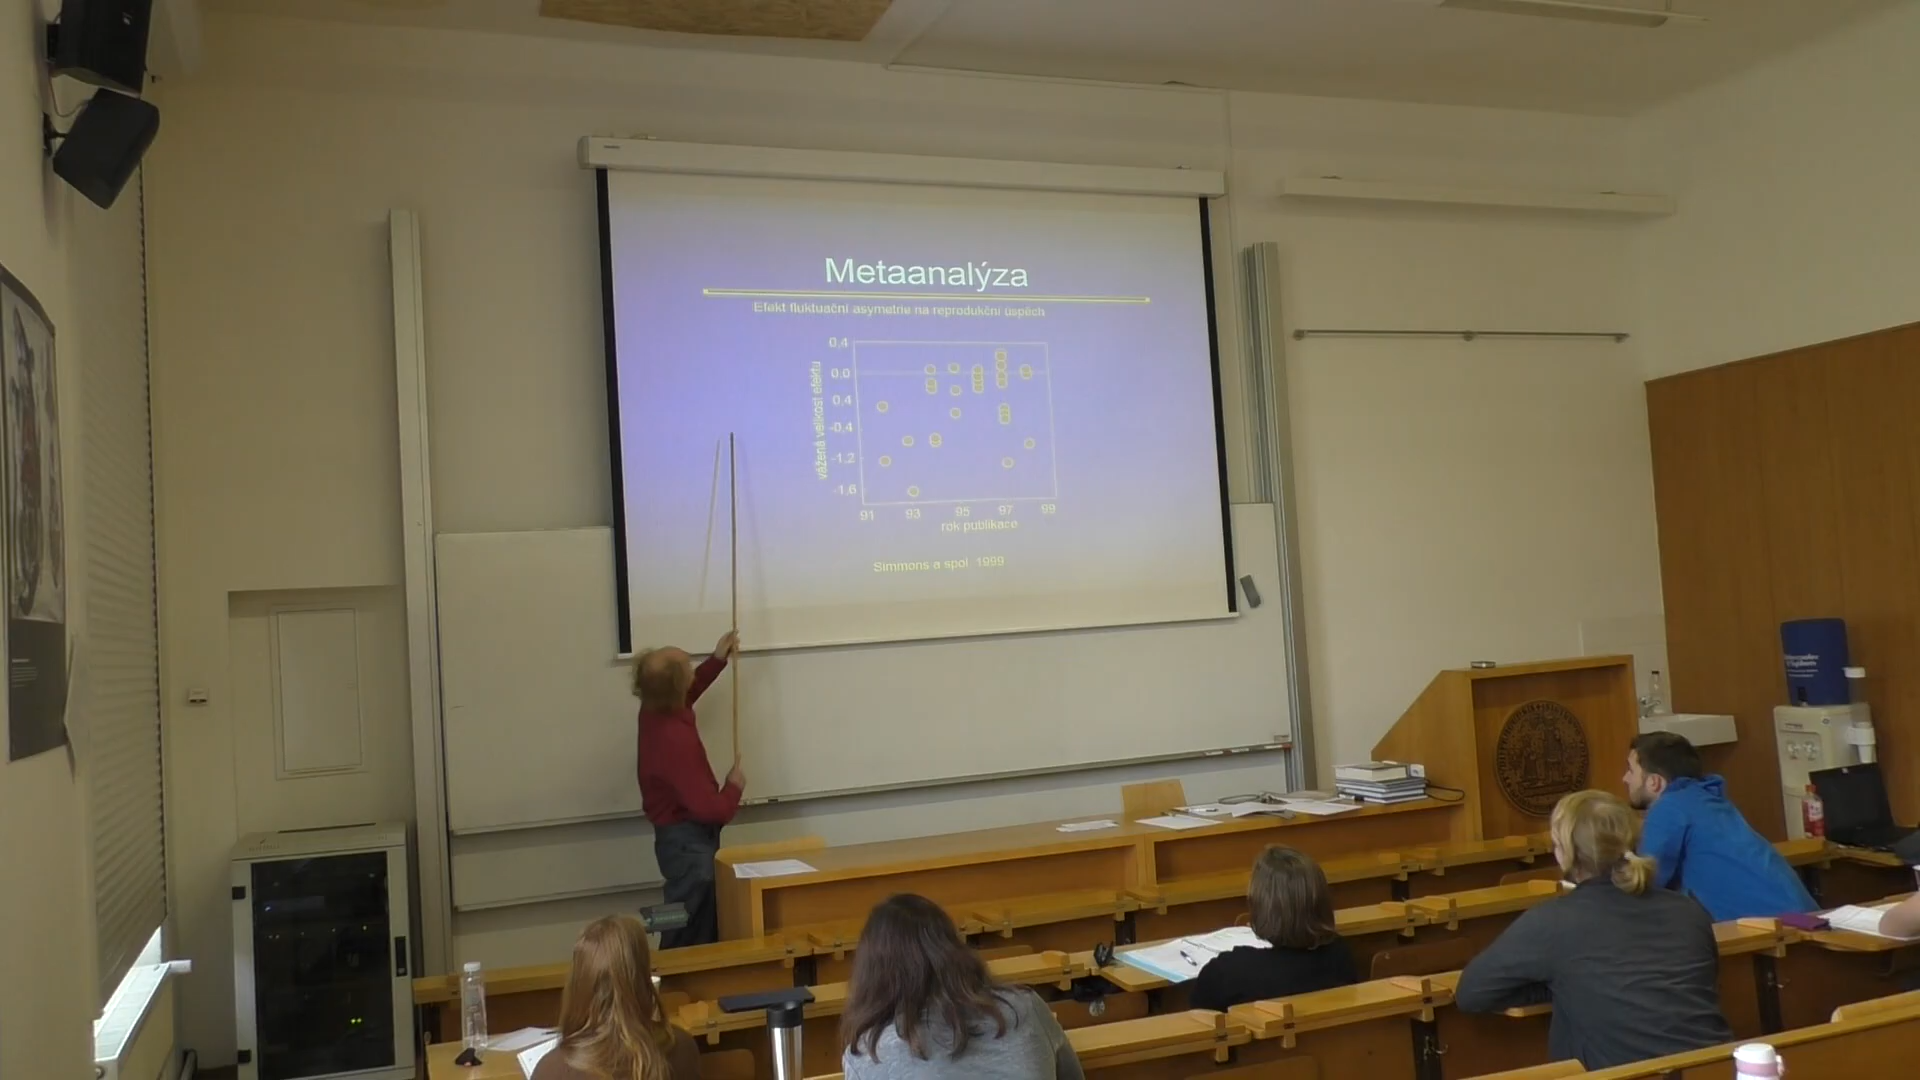 Metaanalýza
Efekt fluktuační asymetrie na reprodukční úspěch
0,4
0.0
0,4
-0,4
-1,2
-1,6
vážená velikost efektu
91 93 95 97 99
rok publikace
Simmons a spol. 1999